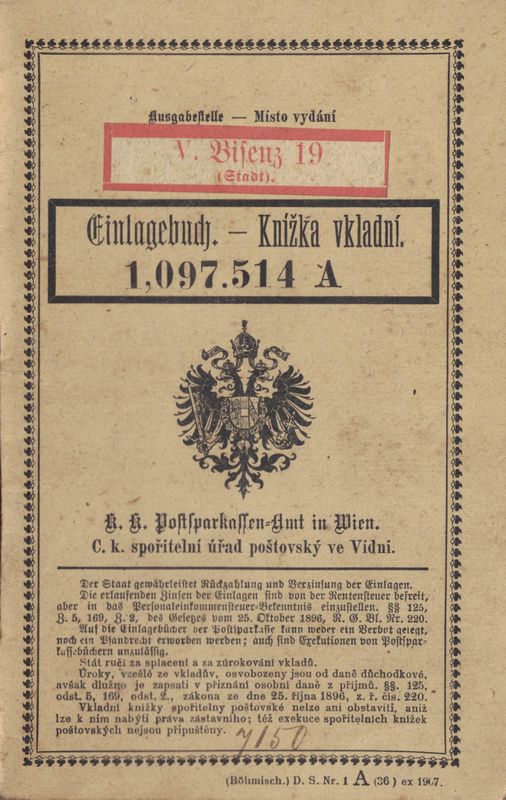 Ausgabestelle — Místo vydání
V. Bisenz 19
(Stadt).
Einlagebuch. — Knížka vkladní.
1,097.514 A
K. K. Postsparkassen-Amt in Wien.
C. k. spořitelní úřad poštovský ve Vídni.
Der Staat gewährleistet Rückzahlung und Verzinsung der Einlagen.
Die erlaufenden Zinsen der Einlagen sind von der Rentensteuer befreit,
aber in das Personaleinkommensteuer-Bekenntnis einzustellen. §§ 125,
Z. 5, 169, Z. 2, des Gesetzes vom 25. Oktober 1896, R. G. Bl. Nr. 220.
Auf die Einlagebücher der Postsparkasse kann weder ein Verbot gelegt,
noch ein Pfandrecht erworben werden; auch sind Exekutionen von Postspar-
kassebüchern unzulässig.
Stát ručí za splacení a za zúrokování vkladů.
Úroky, vzešlé ze vkladův, osvobozeny jsou od daně důchodkové,
avšak dlužno je zapsati v přiznání osobní daně z příjmů. §§. 125,
odst. 5, 169, odst. 2., zákona ze dne 25. října 1896, z. ř. čís. 220.
Vkladní knížky spořitelny poštovské nelze ani obstaviti, aniž
lze k nim nabýti práva zástavního; též exekuce spořitelních knížek
poštovských nejsou připuštěny.
7150
(Böhmisch.) D. S. Nr. 1 A (36) ex 1907.